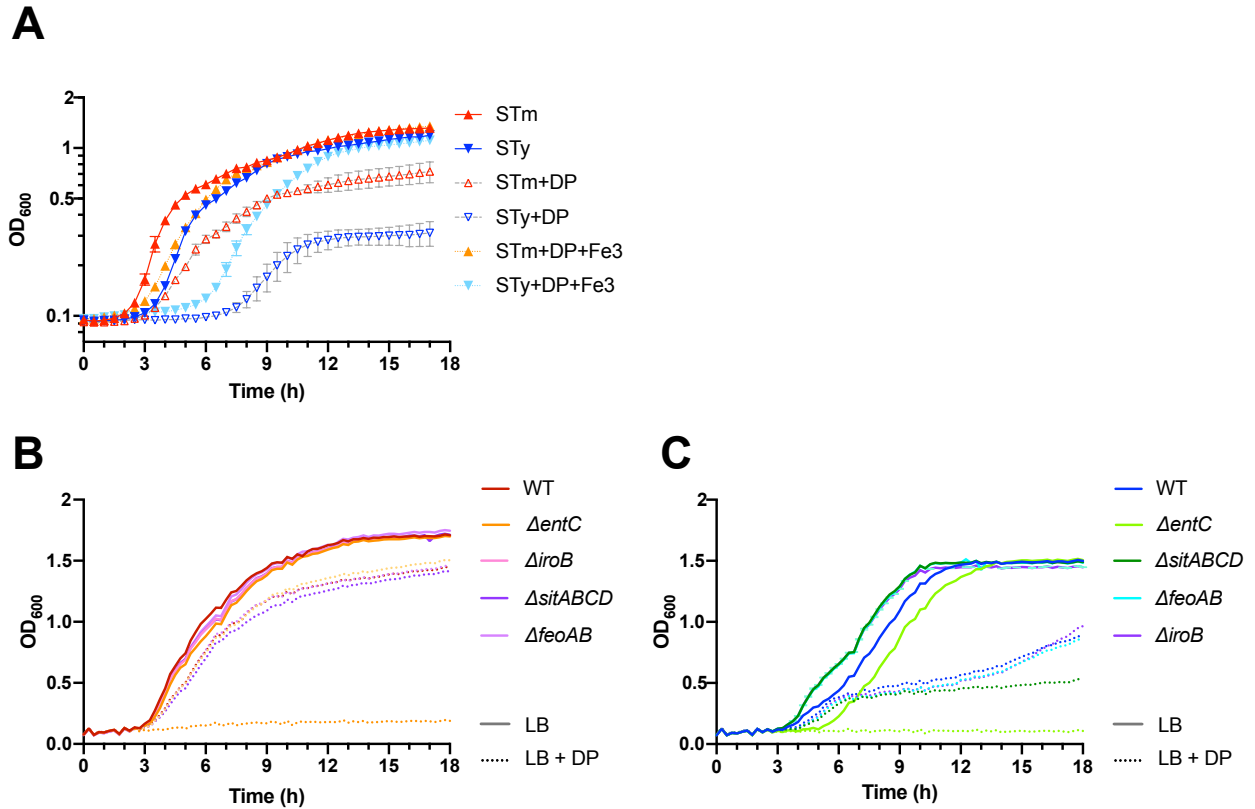 A
2
1
0.5
0.1
OD600
0 3 6 9 12 15 18
Time (h)
STm
STy
STm+DP
STy+DP
STm+DP+Fe3
STy+DP+Fe3
B
2
1.5
1.0
0.5
0.0
OD600
0 3 6 9 12 15 18
Time (h)
WT
ΔentC
ΔiroB
ΔsitABCD
ΔfeoAB
LB
LB + DP
C
2
1.5
1.0
0.5
0.0
OD600
0 3 6 9 12 15 18
Time (h)
WT
ΔentC
ΔsitABCD
ΔfeoAB
ΔiroB
LB
LB + DP